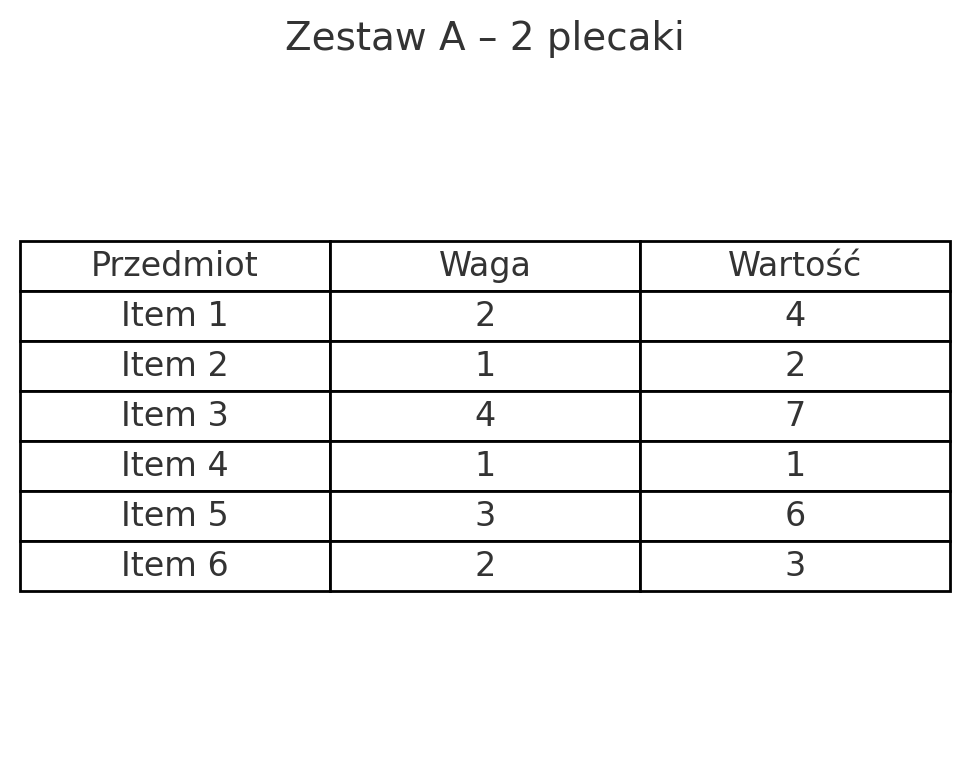 Zestaw A – 2 plecaki
Przedmiot Waga Wartość
Item 1 2 4
Item 2 1 2
Item 3 4 7
Item 4 1 1
Item 5 3 6
Item 6 2 3